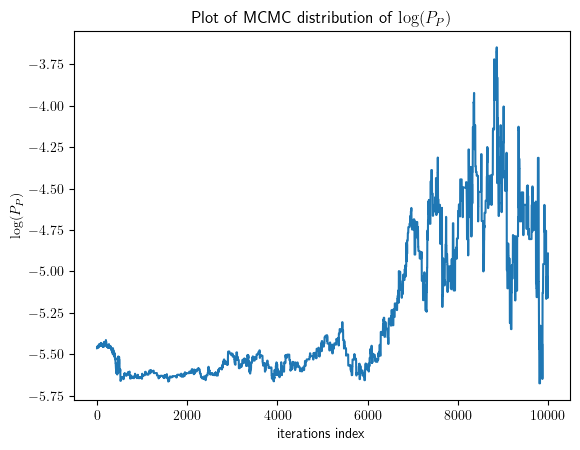 Plot of MCMC distribution of log(P_P)
−3.75
−4.00
−4.25
−4.50
−4.75
−5.00
−5.25
−5.50
−5.75
log(P_P)
0 2000 4000 6000 8000 10000
iterations index